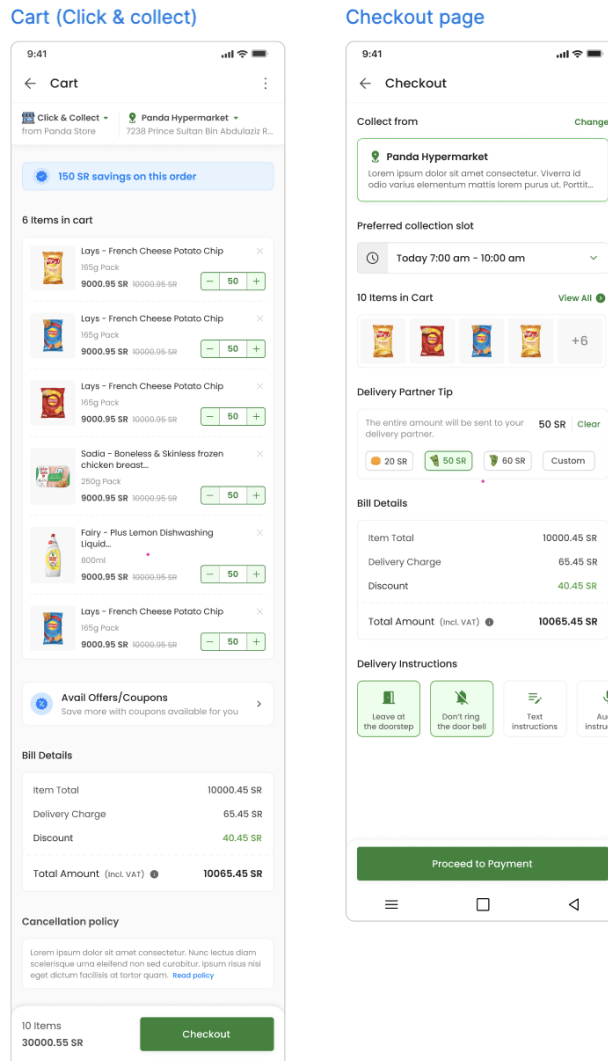 Cart (Click & collect)
9:41
Cart
Click & Collect
from Panda Store
Panda Hypermarket
7238 Prince Sultan Bin Abdulaziz R...
150 SR savings on this order
6 Items in cart
Lays - French Cheese Potato Chip
165g Pack
9000.95 SR 10000.95 SR
- 50 +
Lays - French Cheese Potato Chip
165g Pack
9000.95 SR 10000.95 SR
- 50 +
Lays - French Cheese Potato Chip
165g Pack
9000.95 SR 10000.95 SR
- 50 +
Sadia - Boneless & Skinless frozen
chicken breast...
250g Pack
9000.95 SR 10000.95 SR
- 50 +
Fairy - Plus Lemon Dishwashing
Liquid...
800ml
9000.95 SR 10000.95 SR
- 50 +
Lays - French Cheese Potato Chip
165g Pack
9000.95 SR 10000.95 SR
- 50 +
Avail Offers/Coupons
Save more with coupons available for you
Bill Details
Item Total 10000.45 SR
Delivery Charge 65.45 SR
Discount 40.45 SR
Total Amount (Incl. VAT) 10065.45 SR
Cancellation policy
Lorem ipsum dolor sit amet consectetur. Nunc lectus diam
scelerisque urna eleifend non sed curabitur. Ipsum risus nisi
eget dictum facilisis at tortor quam. Read policy
10 Items
30000.55 SR
Checkout
Checkout page
9:41
Checkout
Collect from Change
Panda Hypermarket
Lorem ipsum dolor sit amet consectetur. Viverra id
odio varius elementum mattis lorem purus ut. Porttit...
Preferred collection slot
Today 7:00 am - 10:00 am
10 Items in Cart View All
+6
Delivery Partner Tip
The entire amount will be sent to your
delivery partner.
50 SR Clear
20 SR 50 SR 60 SR Custom
Bill Details
Item Total 10000.45 SR
Delivery Charge 65.45 SR
Discount 40.45 SR
Total Amount (Incl. VAT) 10065.45 SR
Delivery Instructions
Leave at
the doorstep
Don't ring
the door bell
Text
instructions
Au
instruc
Proceed to Payment